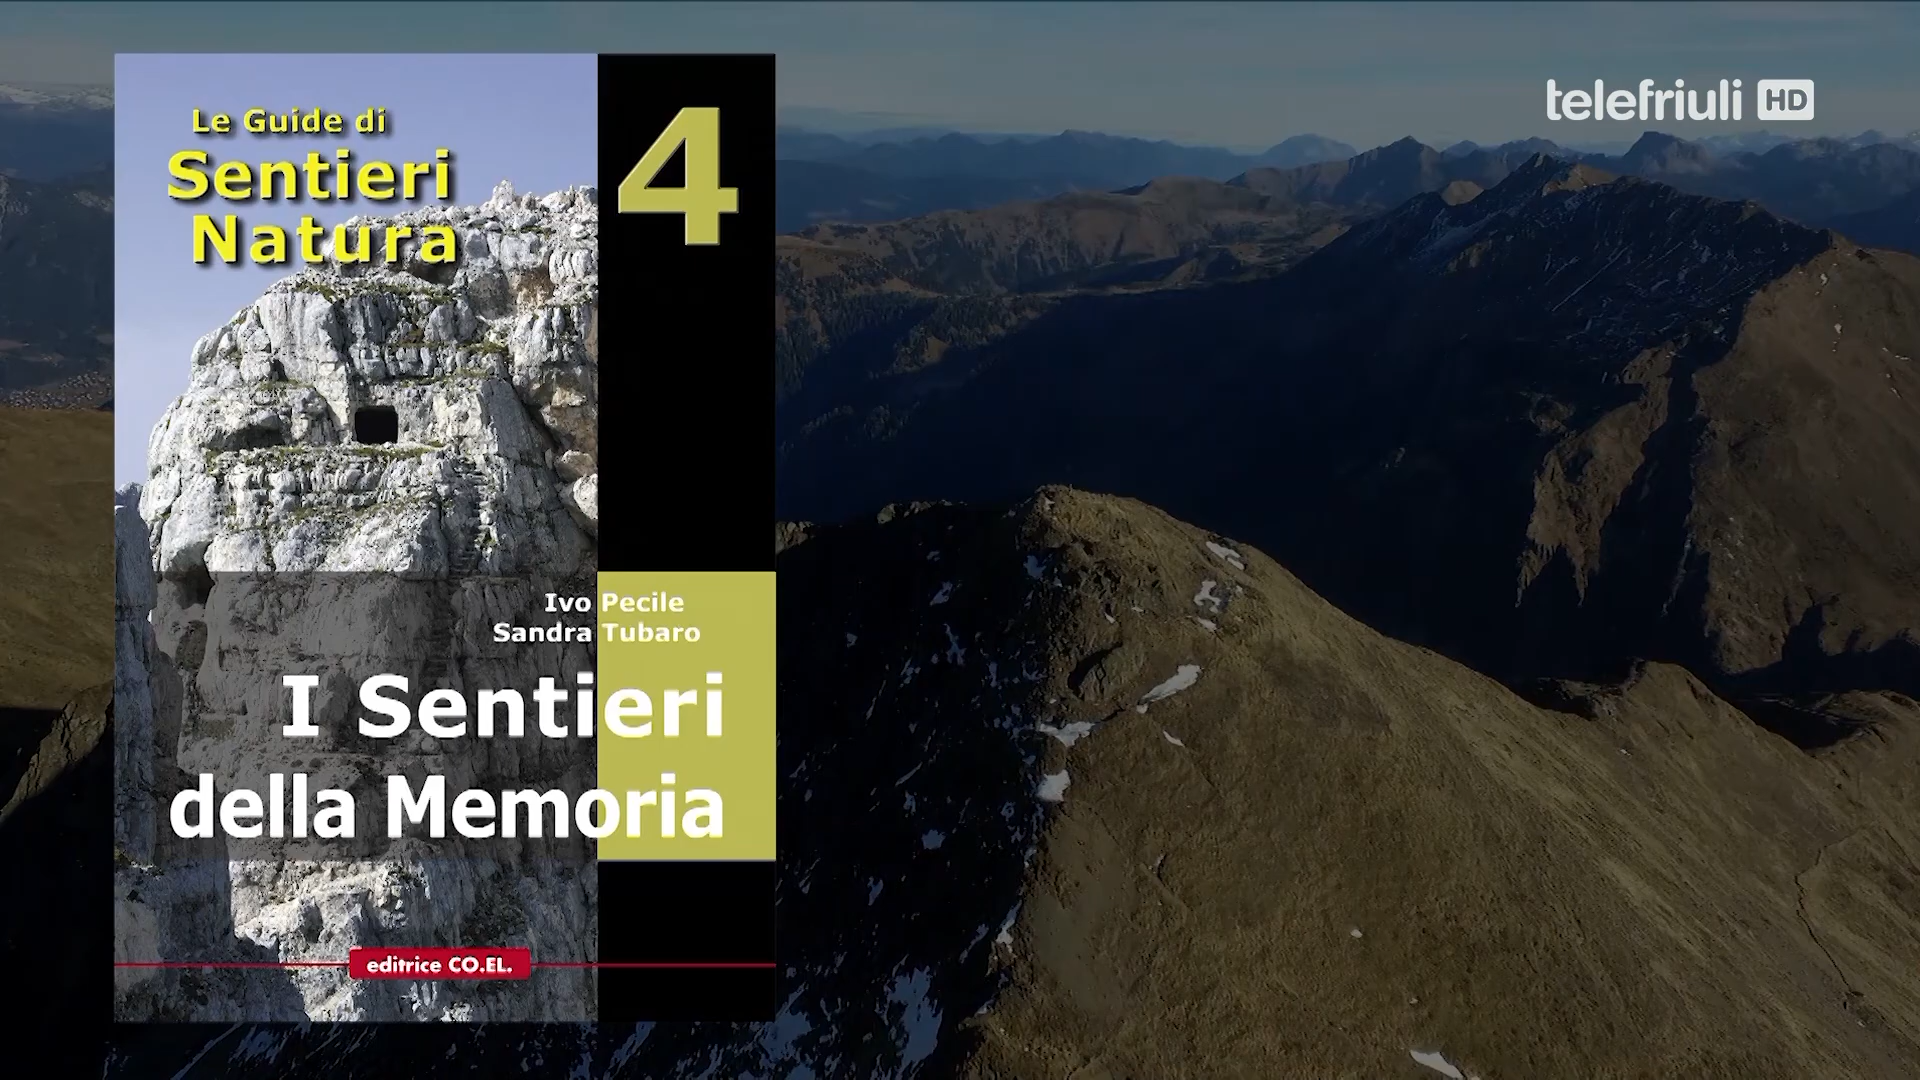 Le Guide di
Sentieri
Natura
4
Ivo Pecile
Sandra Tubaro
I Sentieri
della Memoria
editrice CO.EL.
telefriuli HD